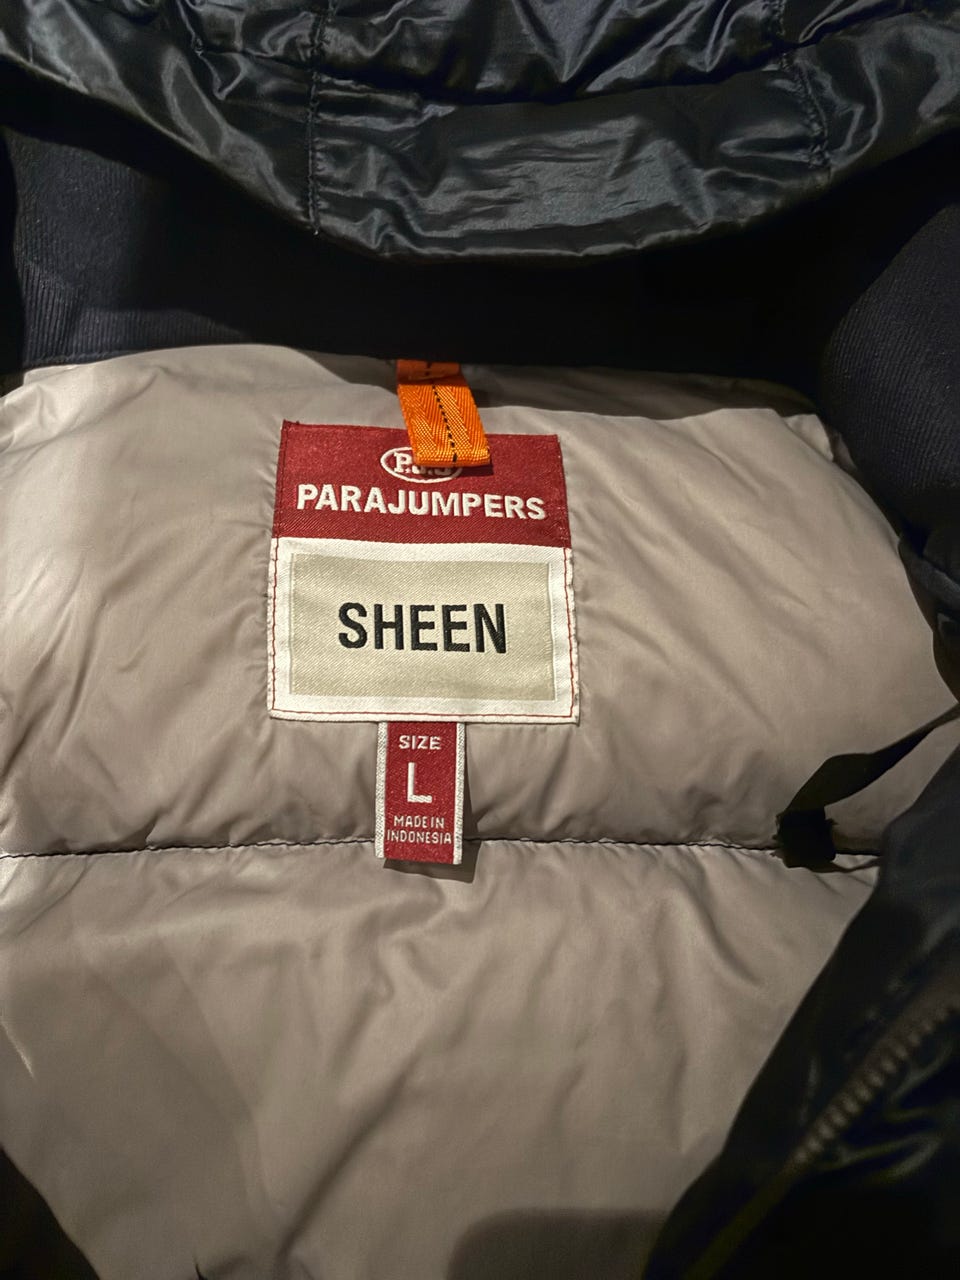 PARAJUMPERS
SHEEN
SIZE
L
MADE IN
INDONESIA